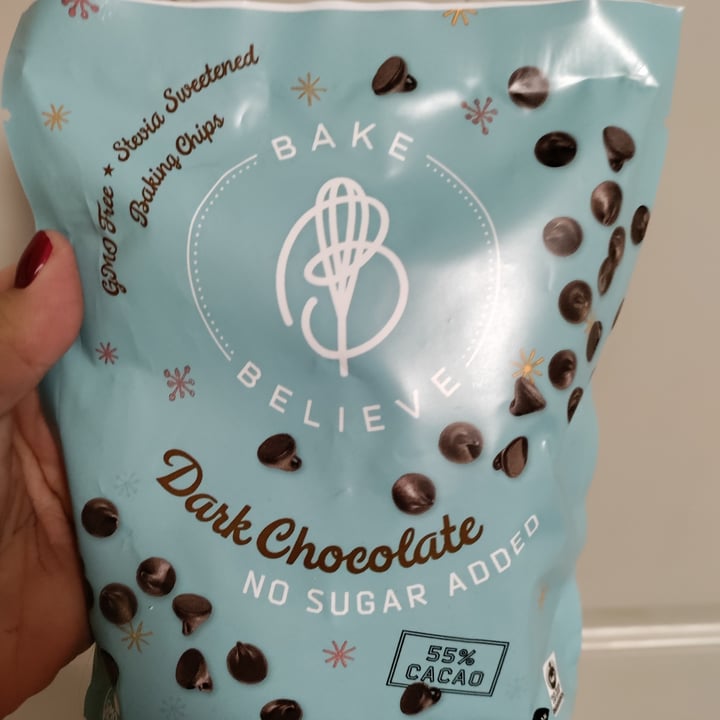 GMO Free ★ Stevia Sweetened
Baking Chips
BAKE
BELIEVE
Dark Chocolate
NO SUGAR ADDED
55%
CACAO